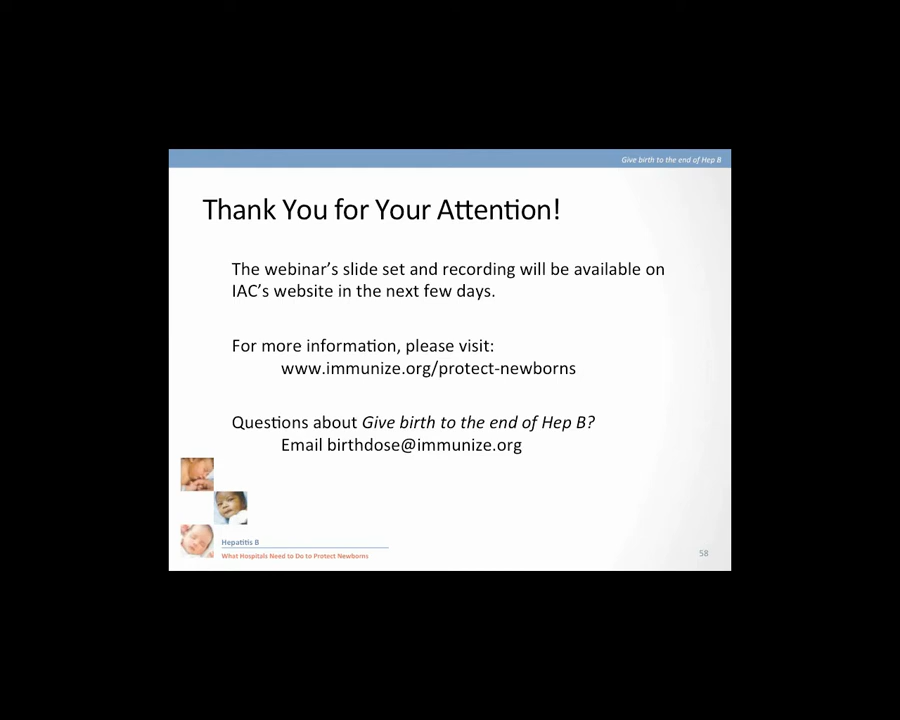 Give birth to the end of Hep B
Thank You for Your Attention!
The webinar's slide set and recording will be available on
IAC's website in the next few days.
For more information, please visit:
www.immunize.org/protect-newborns
Questions about Give birth to the end of Hep B?
Email birthdose@immunize.org
Hepatitis B
What Hospitals Need to Do to Protect Newborns
58